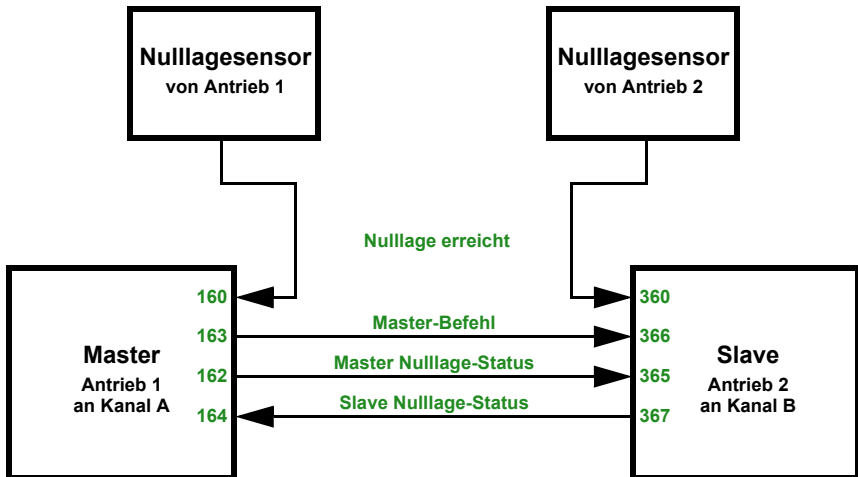 Nulllagesensor
von Antrieb 1
Nulllagesensor
von Antrieb 2
Nulllage erreicht
160
360
163
Master-Befehl
366
Master
Antrieb 1
an Kanal A
162
Master Nulllage-Status
365
Slave
Antrieb 2
an Kanal B
164
Slave Nulllage-Status
367